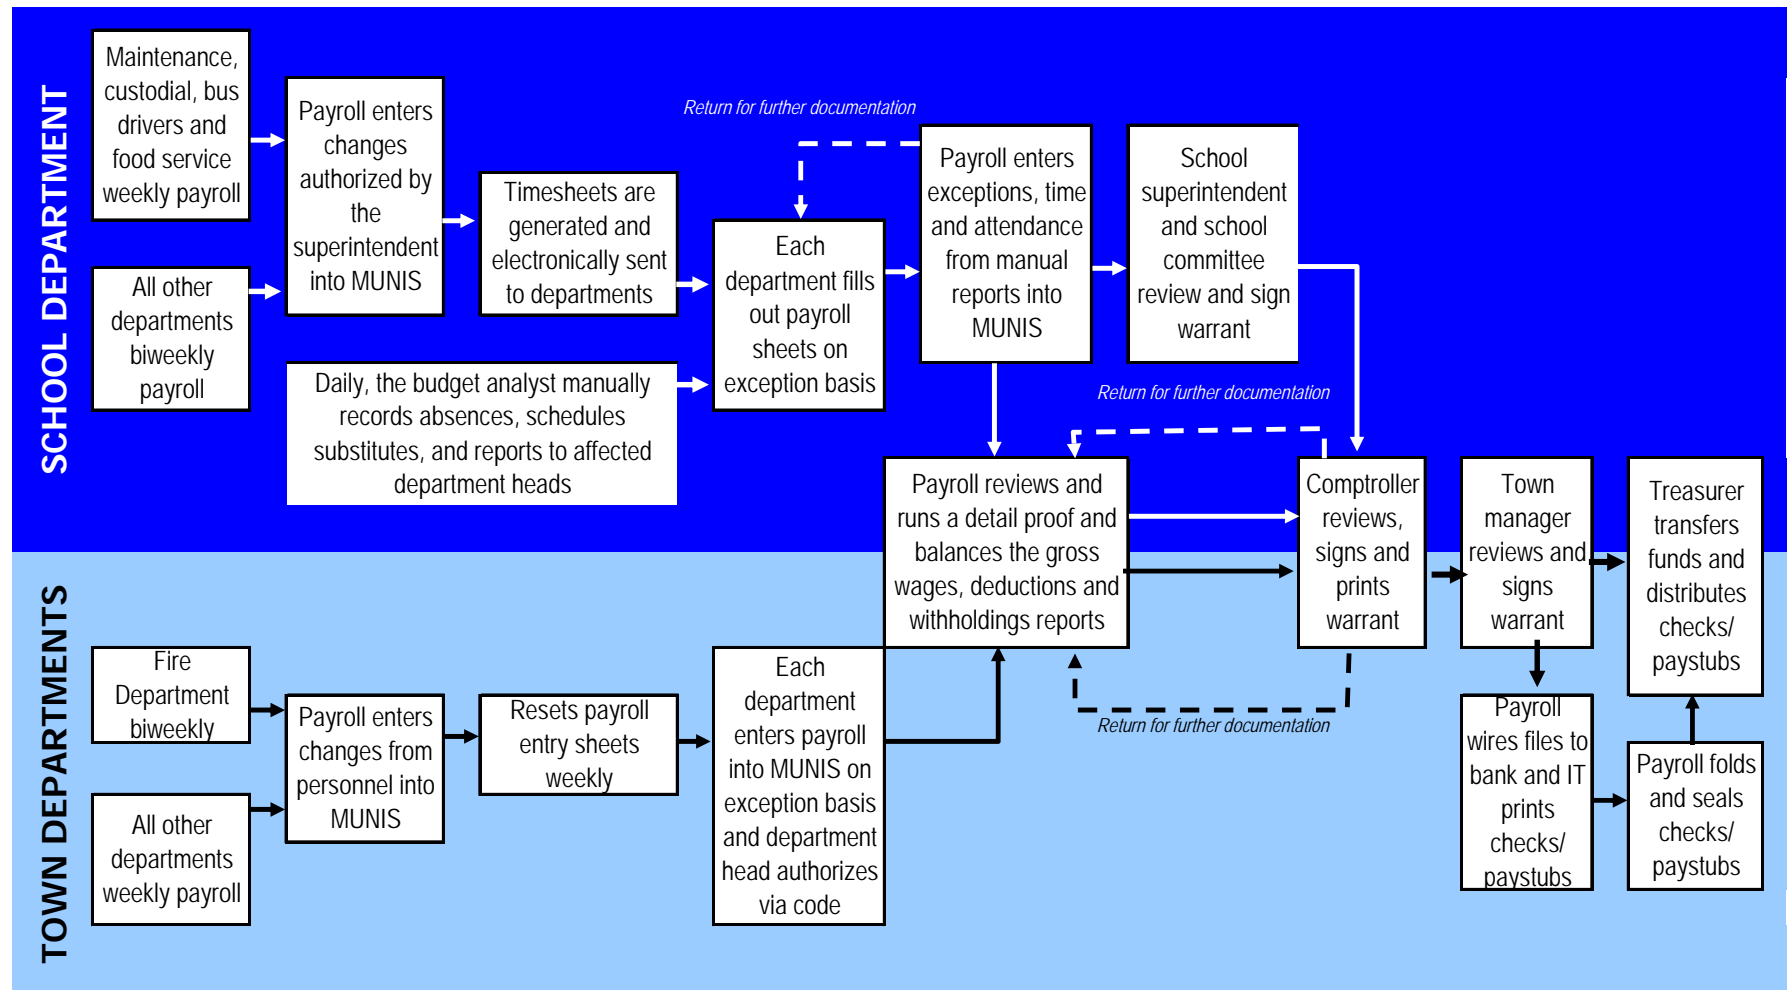 SCHOOL DEPARTMENT
Maintenance,
custodial, bus
drivers and
food service
weekly payroll
All other
departments
biweekly
payroll
Payroll enters
changes
authorized by
the
superintendent
into MUNIS
Timesheets are
generated and
electronically sent
to departments
Daily, the budget analyst manually
records absences, schedules
substitutes, and reports to affected
department heads
Return for further documentation
Each
department fills
out payroll
sheets on
exception basis
Payroll enters
exceptions, time
and attendance
from manual
reports into
MUNIS
School
superintendent
and school
committee
review and sign
warrant
Return for further documentation
Payroll reviews and
runs a detail proof and
balances the gross
wages, deductions and
withholdings reports
Comptroller
reviews,
signs and
prints
warrant
Town
manager
reviews and
signs
warrant
Treasurer
transfers
funds and
distributes
checks/
paystubs
TOWN DEPARTMENTS
Fire
Department
biweekly
All other
departments
weekly payroll
Payroll enters
changes from
personnel into
MUNIS
Resets payroll
entry sheets
weekly
Each
department
enters payroll
into MUNIS on
exception basis
and department
head authorizes
via code
Return for further documentation
Payroll
wires files to
bank and IT
prints
checks/
paystubs
Payroll folds
and seals
checks/
paystubs